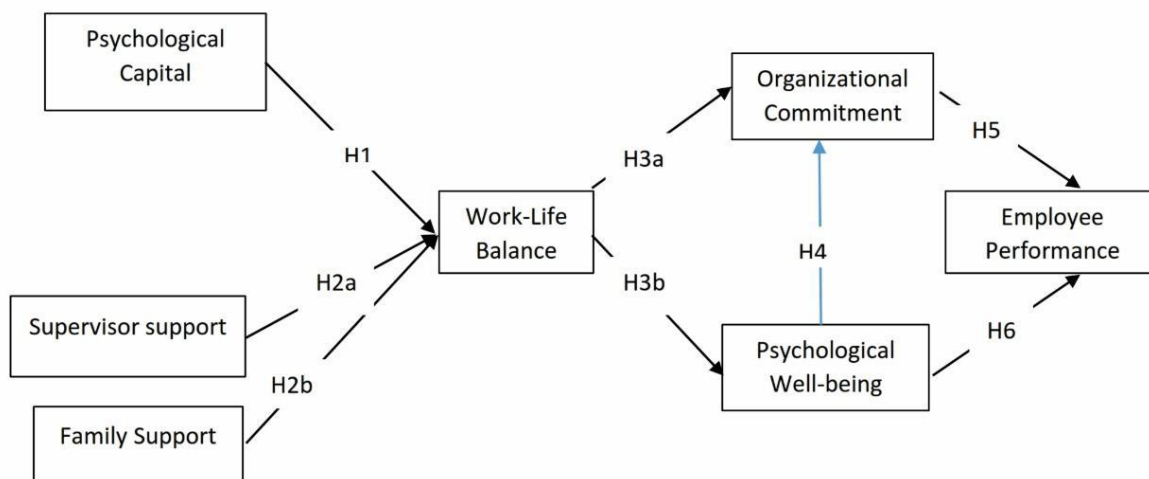 Psychological
Capital
H1
Supervisor support
H2a
Family Support
H2b
Work-Life
Balance
H3a
H3b
Organizational
Commitment
H4
Psychological
Well-being
H5
H6
Employee
Performance